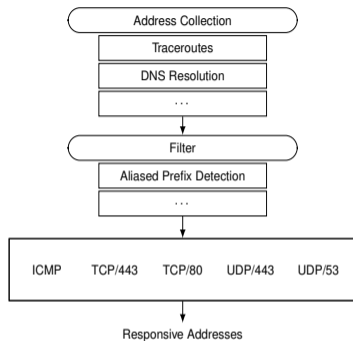 Address Collection
Traceroutes
DNS Resolution
...
Filter
Aliased Prefix Detection
...
ICMP TCP/443 TCP/80 UDP/443 UDP/53
Responsive Addresses